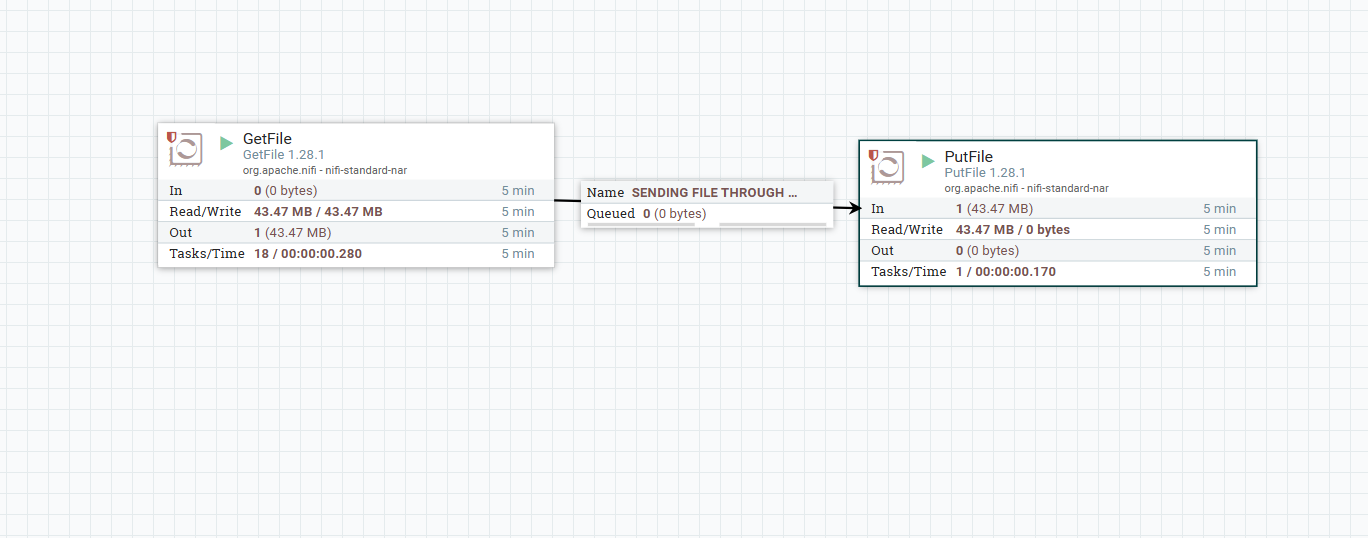 GetFile
GetFile 1.28.1
org.apache.nifi - nifi-standard-nar
In 0 (0 bytes) 5 min
Read/Write 43.47 MB / 43.47 MB 5 min
Out 1 (43.47 MB) 5 min
Tasks/Time 18 / 00:00:00.280 5 min
Name SENDING FILE THROUGH ...
Queued 0 (0 bytes)
PutFile
PutFile 1.28.1
org.apache.nifi - nifi-standard-nar
In 1 (43.47 MB) 5 min
Read/Write 43.47 MB / 0 bytes 5 min
Out 0 (0 bytes) 5 min
Tasks/Time 1 / 00:00:00.170 5 min